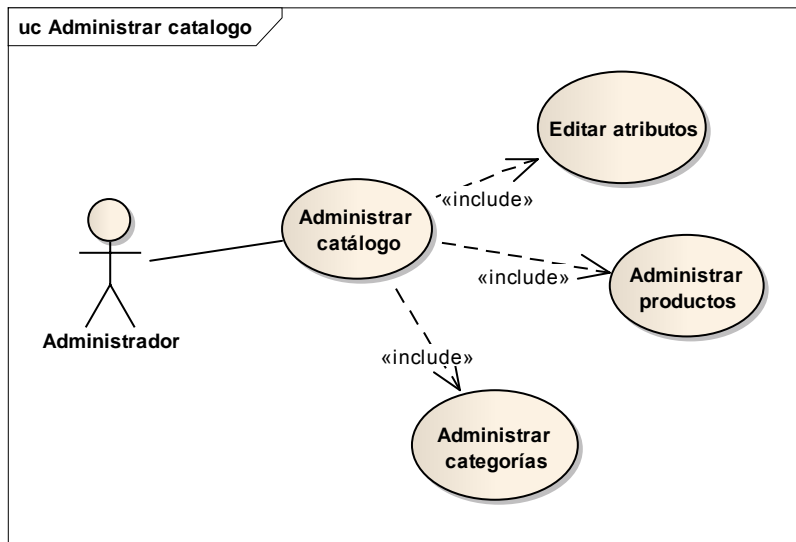 uc Administrar catalogo
Editar atributos
«include»
Administrar
catálogo
«include»
Administrar
productos
Administrador
«include»
Administrar
categorías